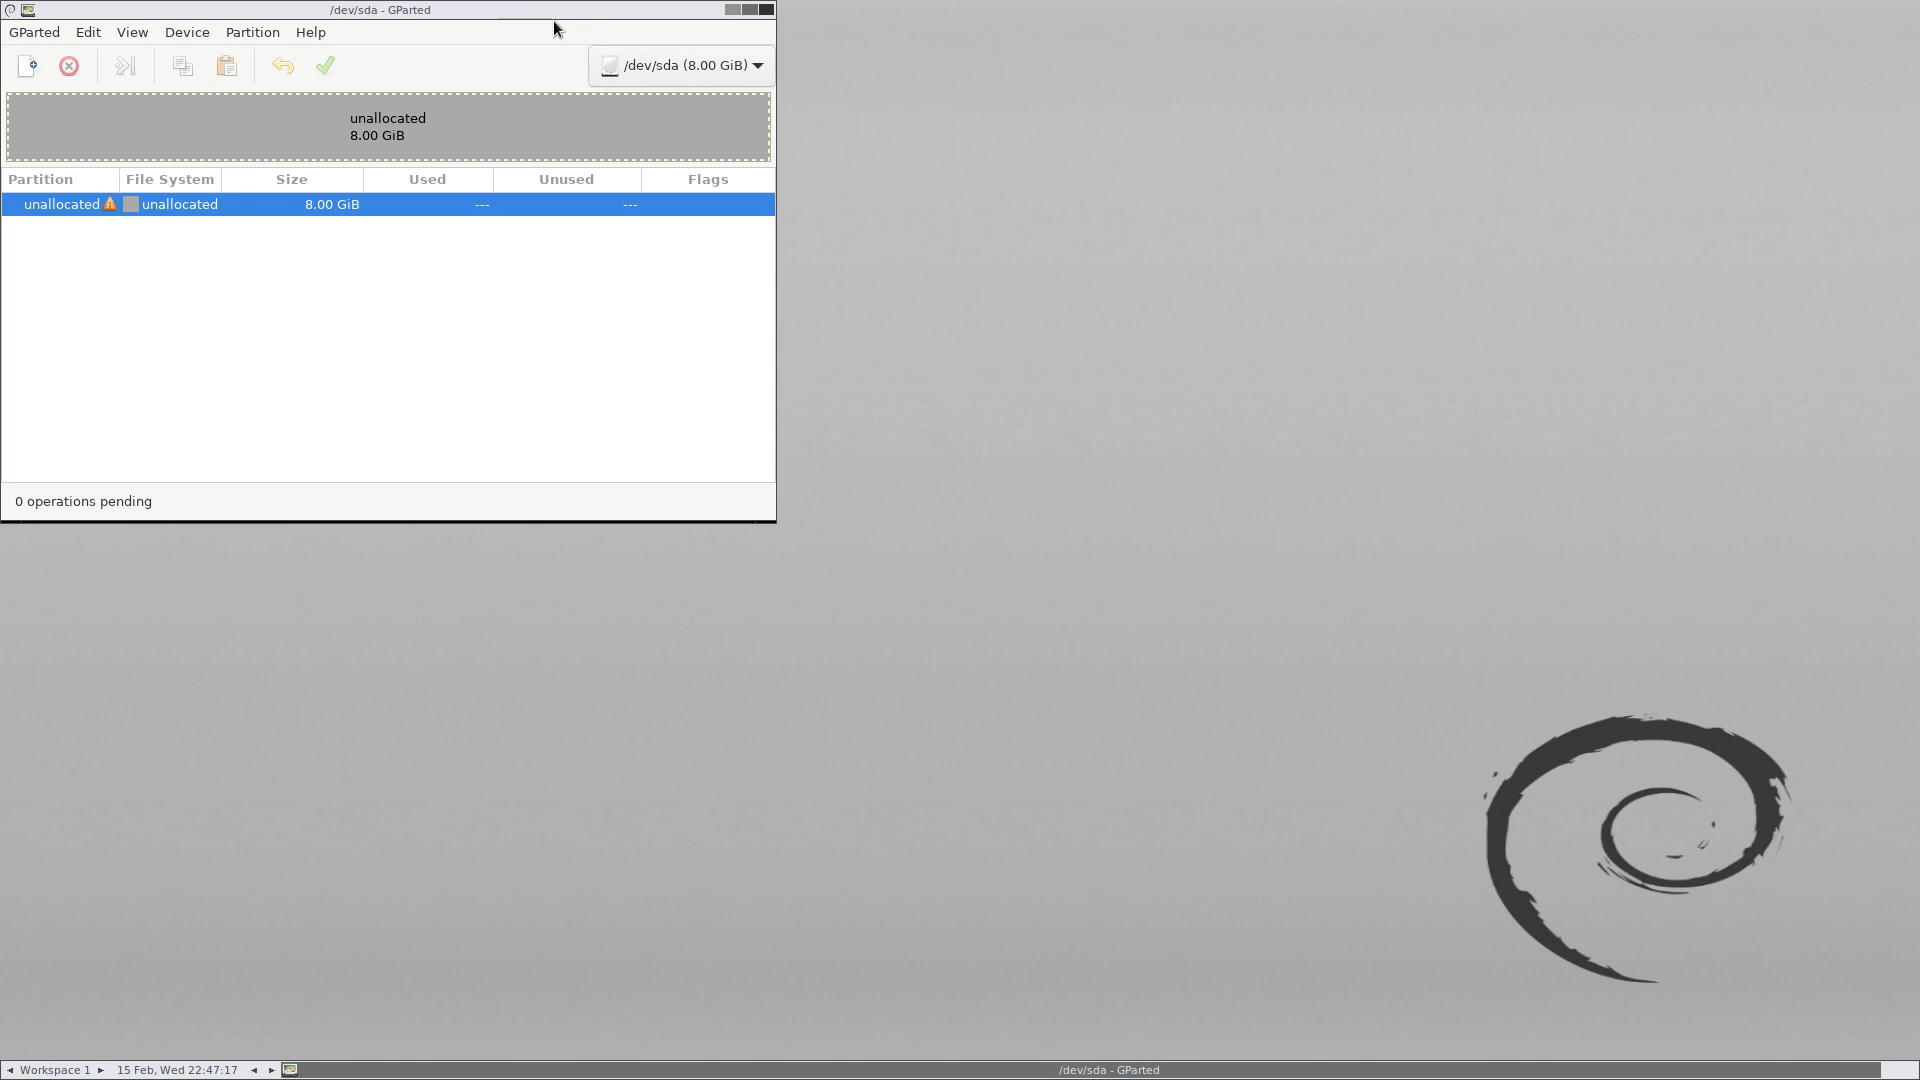 /dev/sda - GParted
GParted Edit View Device Partition Help
/dev/sda (8.00 GiB)
unallocated
8.00 GiB
Partition File System Size Used Unused Flags
unallocated unallocated 8.00 GiB --- ---
0 operations pending
Workspace 1 15 Feb, Wed 22:47:17 /dev/sda - GParted